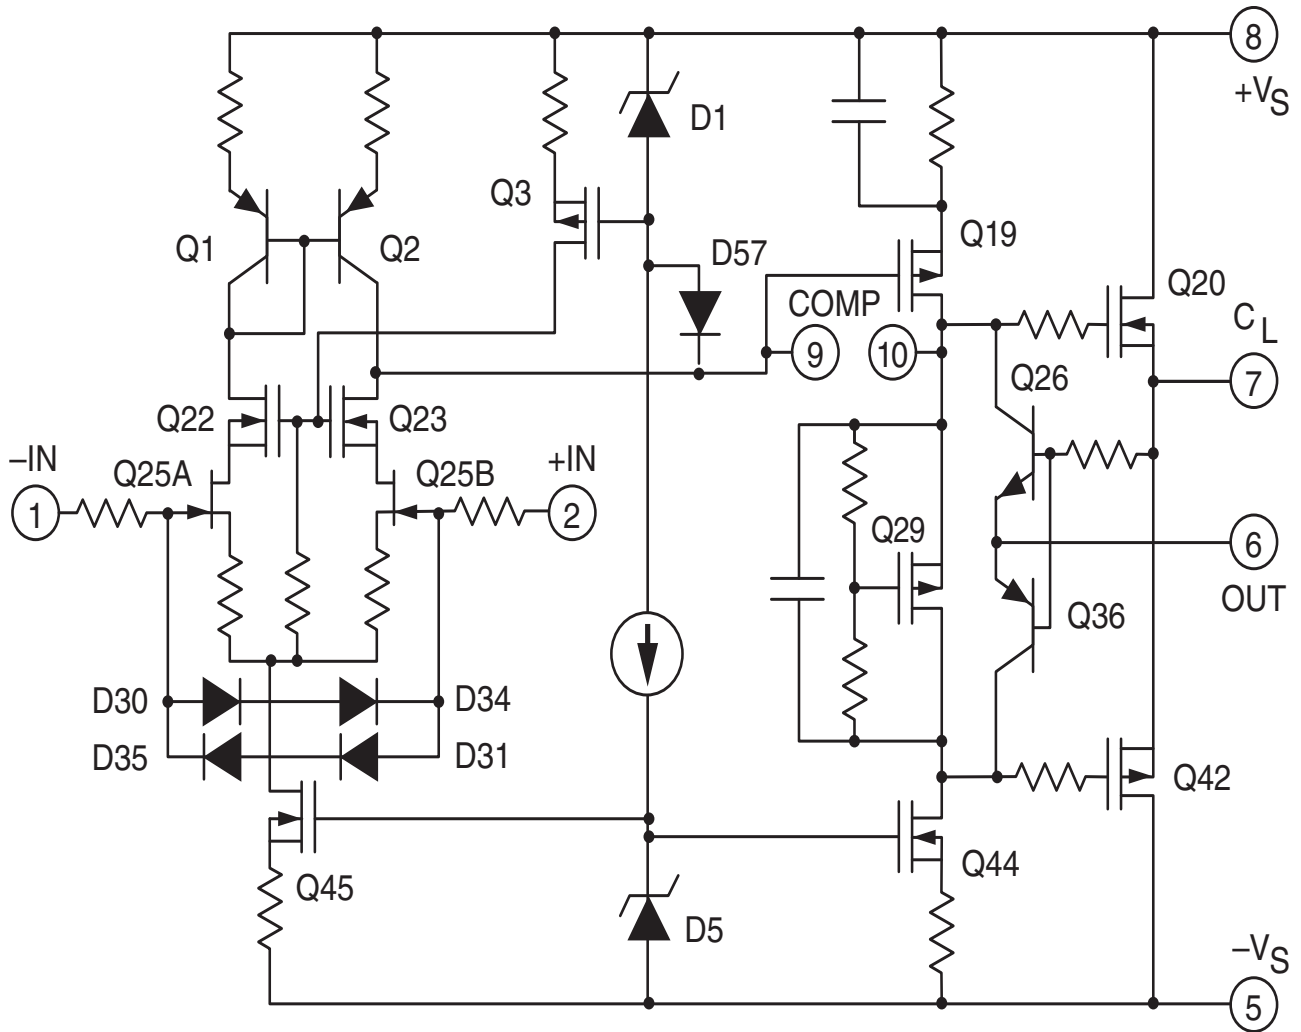 8
+VS
D1
Q3
Q1
Q2
D57
Q19
COMP
Q20
CL
9
10
7
Q26
Q22
Q23
–IN
Q25A
Q25B
+IN
1
2
Q29
6
OUT
Q36
D30
D34
D35
D31
Q42
Q45
Q44
D5
–VS
5